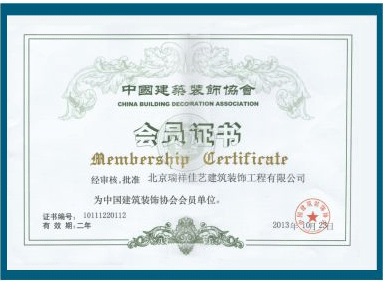 中國建築裝飾協會
CHINA BUILDING DECORATION ASSOCIATION
会员证书
Membership Certificate
经审核,批准 北京瑞祥佳艺建筑装饰工程有限公司
为中国建筑装饰协会会员单位。
证书编号: 10111220112
有 效 期:二年
2013年10月23日